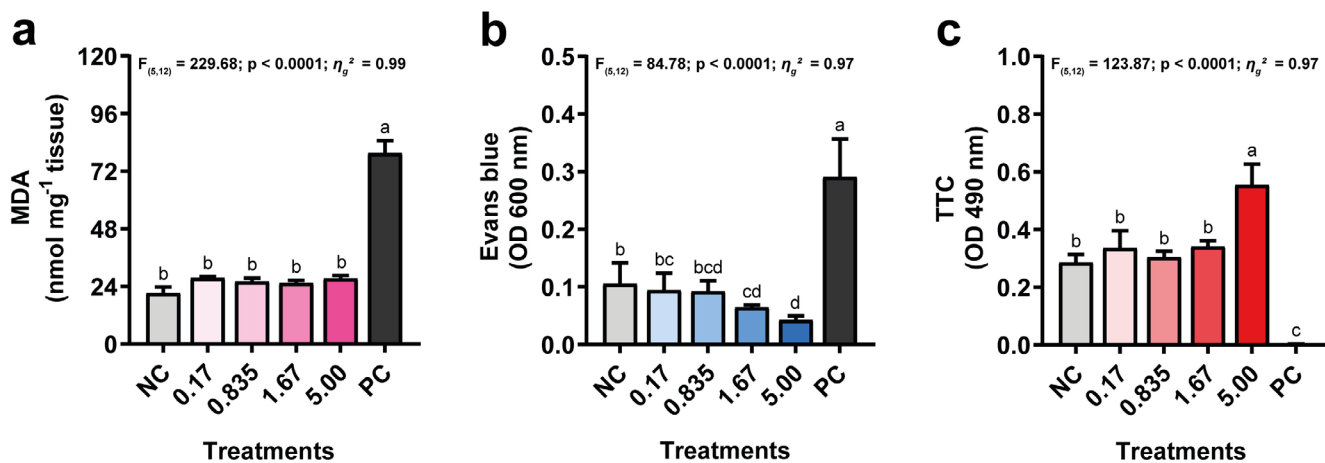 a
F(5,12) = 229.68; p < 0.0001; ηg² = 0.99
MDA
(nmol mg-1 tissue)
120
96
72
48
24
0
b
b
b
b
b
a
NC
0.17
0.835
1.67
5.00
PC
Treatments
b
F(5,12) = 84.78; p < 0.0001; ηg² = 0.97
Evans blue
(OD 600 nm)
0.5
0.4
0.3
0.2
0.1
0.0
b
bc
bcd
cd
d
a
NC
0.17
0.835
1.67
5.00
PC
Treatments
c
F(5,12) = 123.87; p < 0.0001; ηg² = 0.97
TTC
(OD 490 nm)
1.0
0.8
0.6
0.4
0.2
0.0
b
b
b
b
a
c
NC
0.17
0.835
1.67
5.00
PC
Treatments